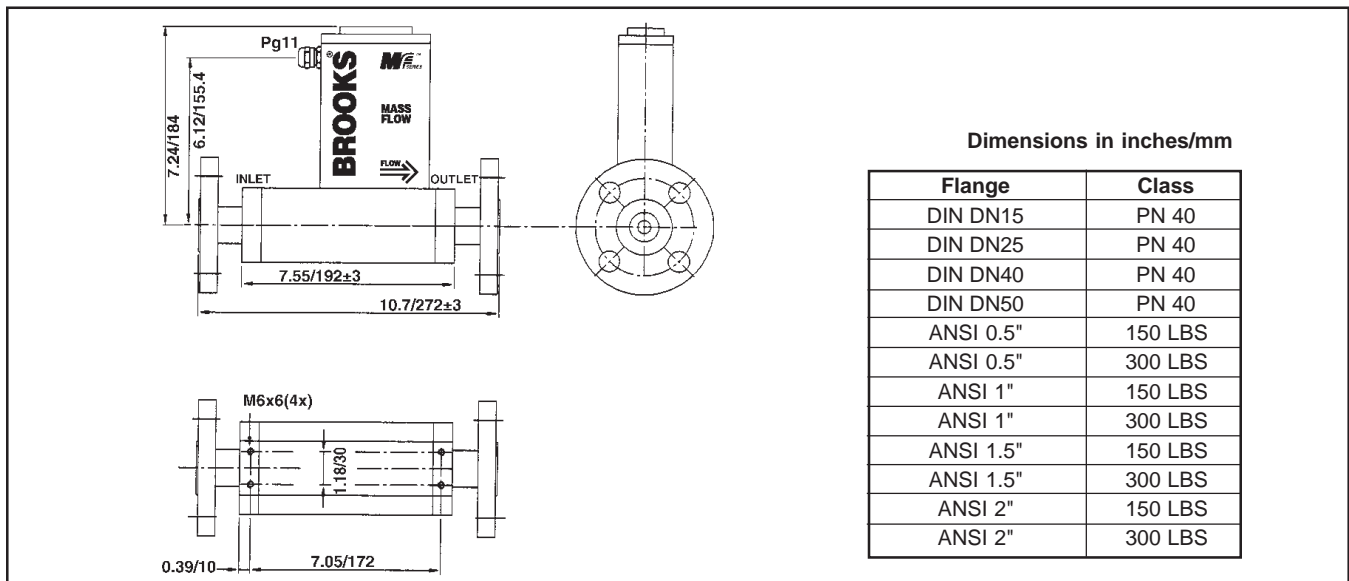 Pg11
7.24/184
6.12/155.4
BROOKS
®
MF™
SERIES
MASS
FLOW
FLOW
INLET
OUTLET
7.55/192±3
10.7/272±3
M6x6(4x)
1.18/30
0.39/10
7.05/172
Dimensions in inches/mm
Flange Class
DIN DN15 PN 40
DIN DN25 PN 40
DIN DN40 PN 40
DIN DN50 PN 40
ANSI 0.5" 150 LBS
ANSI 0.5" 300 LBS
ANSI 1" 150 LBS
ANSI 1" 300 LBS
ANSI 1.5" 150 LBS
ANSI 1.5" 300 LBS
ANSI 2" 150 LBS
ANSI 2" 300 LBS